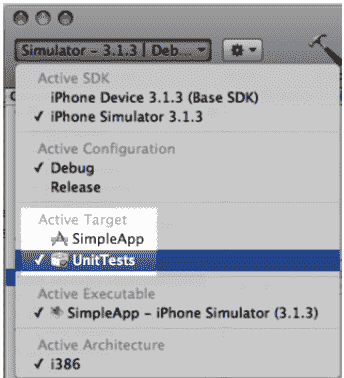 Simulator – 3.1.3 | Deb...
Active SDK
iPhone Device 3.1.3 (Base SDK)
✓ iPhone Simulator 3.1.3
Active Configuration
✓ Debug
Release
Active Target
SimpleApp
✓ UnitTests
Active Executable
✓ SimpleApp – iPhone Simulator (3.1.3)
Active Architecture
✓ i386